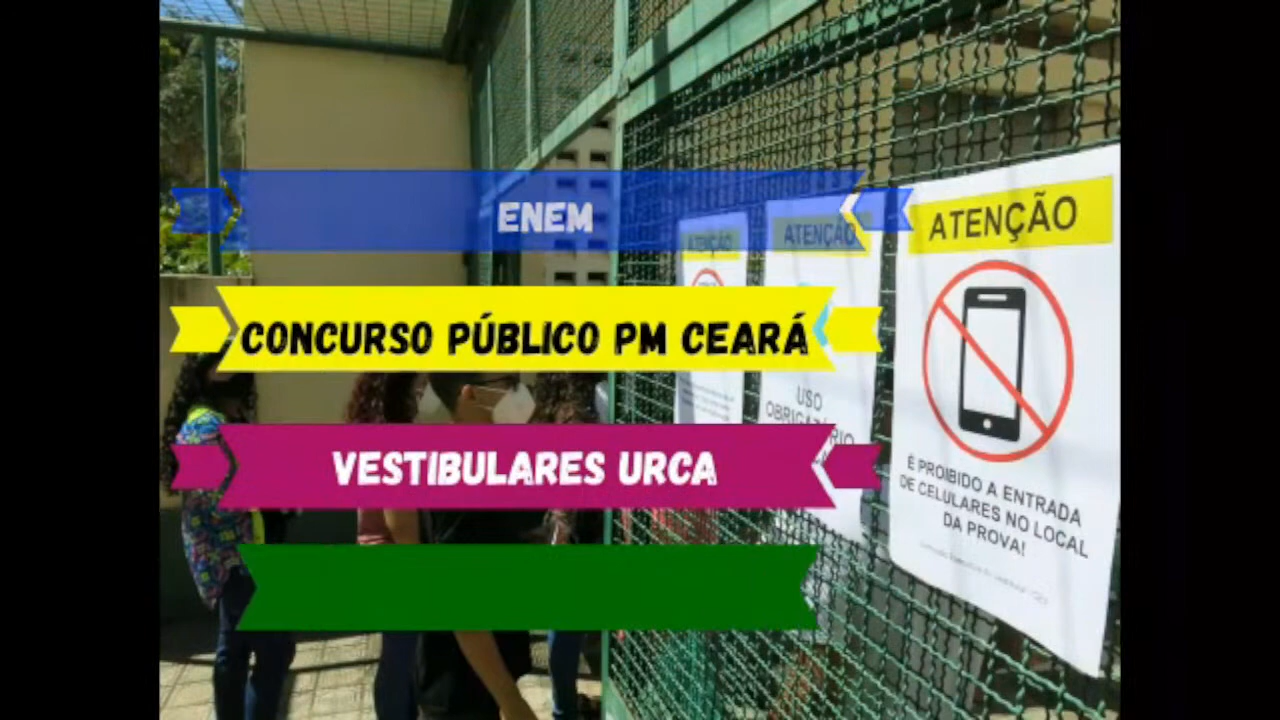 ENEM
CONCURSO PÚBLICO PM CEARÁ
VESTIBULARES URCA
ATENÇÃO
ATENÇÃO
USO
ATENÇÃO
É PROIBIDO A ENTRADA
DE CELULARES NO LOCAL
DA PROVA!